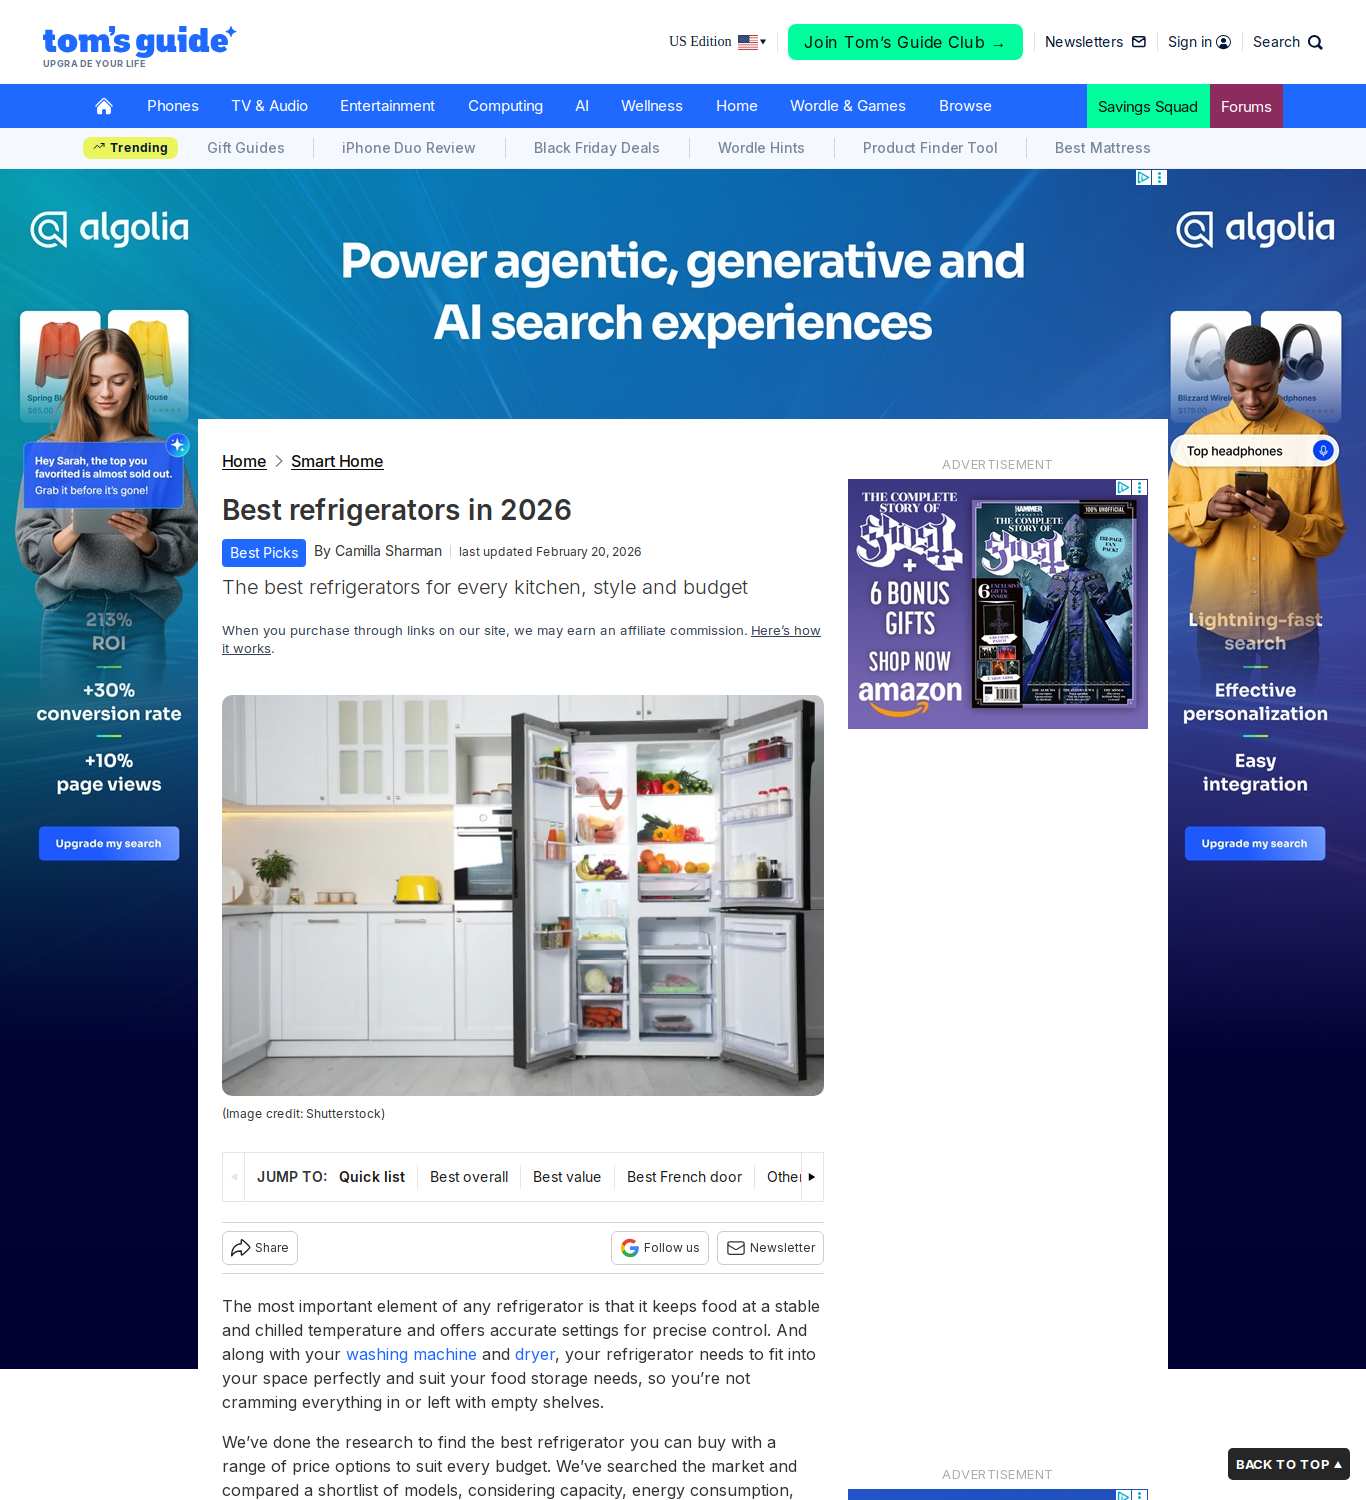 tom's guide
UPGRADE YOUR LIFE
US Edition
Join Tom's Guide Club →
Newsletters
Sign in
Search
Phones
TV & Audio
Entertainment
Computing
AI
Wellness
Home
Wordle & Games
Browse
Savings Squad
Forums
Trending
Gift Guides
iPhone Duo Review
Black Friday Deals
Wordle Hints
Product Finder Tool
Best Mattress
algolia
Power agentic, generative and
AI search experiences
algolia
Hey Sarah, the top you
favorited is almost sold out.
Grab it before it's gone!
213%
ROI
+30%
conversion rate
+10%
page views
Upgrade my search
Top headphones
Lightning-fast
search
Effective
personalization
Easy
integration
Upgrade my search
Home > Smart Home
Best refrigerators in 2026
Best Picks By Camilla Sharman last updated February 20, 2026
The best refrigerators for every kitchen, style and budget
When you purchase through links on our site, we may earn an affiliate commission. Here's how
it works.
ADVERTISEMENT
THE COMPLETE
STORY OF
Ghost
+
6 BONUS
GIFTS
SHOP NOW
amazon
HAMMER
100% UNOFFICIAL
THE COMPLETE
STORY OF
Ghost
(Image credit: Shutterstock)
JUMP TO:
Quick list
Best overall
Best value
Best French door
Other
Share
Follow us
Newsletter
The most important element of any refrigerator is that it keeps food at a stable
and chilled temperature and offers accurate settings for precise control. And
along with your washing machine and dryer, your refrigerator needs to fit into
your space perfectly and suit your food storage needs, so you're not
cramming everything in or left with empty shelves.
We've done the research to find the best refrigerator you can buy with a
range of price options to suit every budget. We've searched the market and
compared a shortlist of models, considering capacity, energy consumption,
ADVERTISEMENT
BACK TO TOP